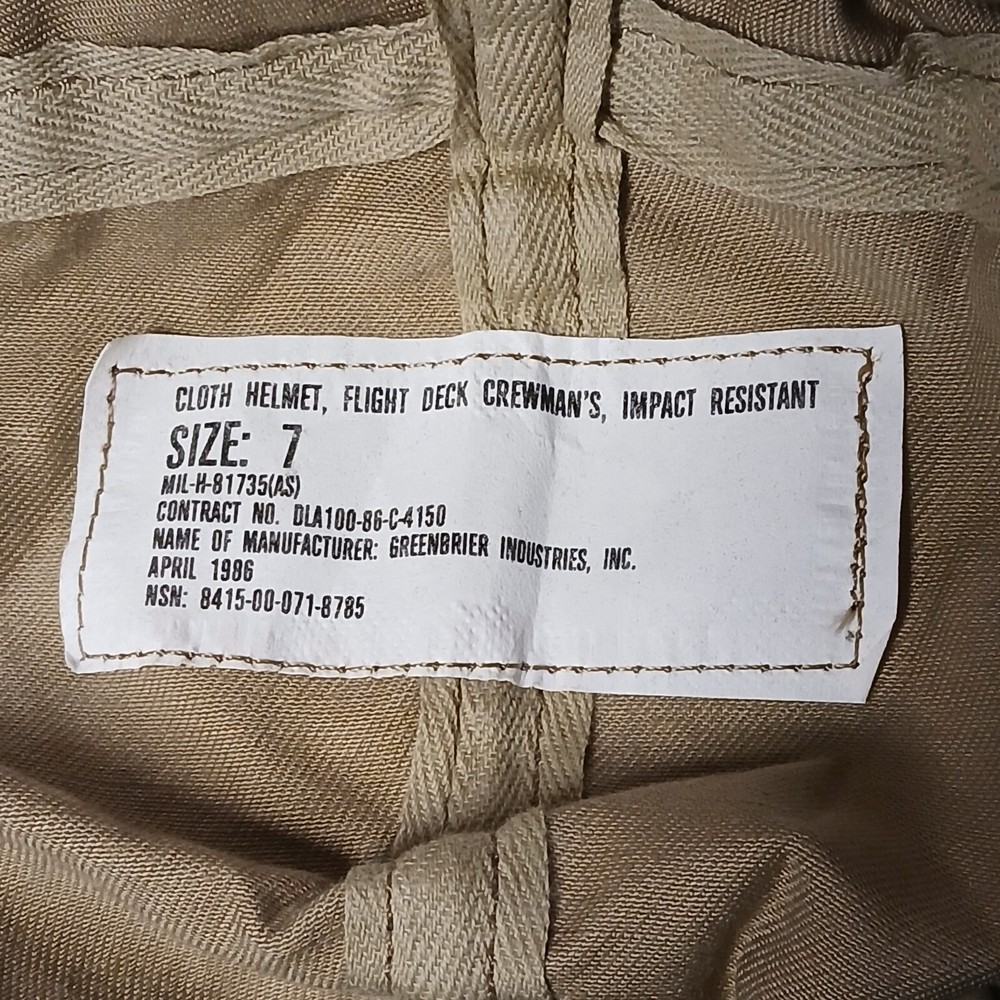 CLOTH HELMET, FLIGHT DECK CREWMAN'S, IMPACT RESISTANT
SIZE: 7
MIL-H-81735(AS)
CONTRACT NO. DLA100-86-C-4150
NAME OF MANUFACTURER: GREENBRIER INDUSTRIES, INC.
APRIL 1986
NSN: 8415-00-071-8785